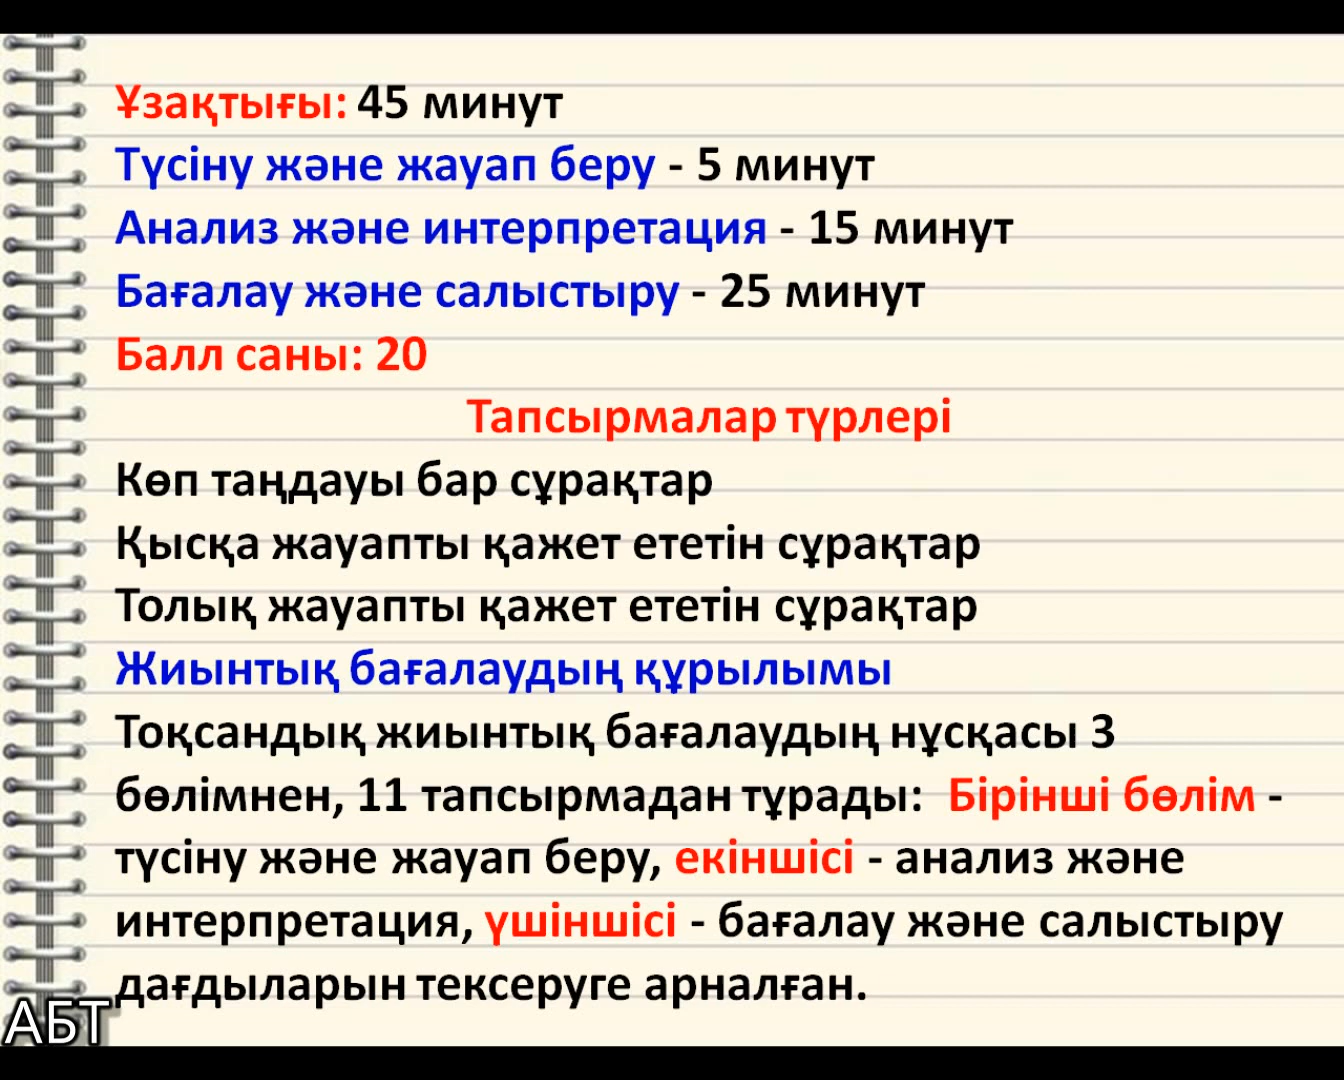 Ұзақтығы: 45 минут
Түсіну және жауап беру - 5 минут
Анализ және интерпретация - 15 минут
Бағалау және салыстыру - 25 минут
Балл саны: 20
Тапсырмалар түрлері
Көп таңдауы бар сұрақтар
Қысқа жауапты қажет ететін сұрақтар
Толық жауапты қажет ететін сұрақтар
Жиынтық бағалаудың құрылымы
Тоқсандық жиынтық бағалаудың нұсқасы 3
бөлімнен, 11 тапсырмадан тұрады: Бірінші бөлім -
түсіну және жауап беру, екіншісі - анализ және
интерпретация, үшіншісі - бағалау және салыстыру
дағдыларын тексеруге арналған.
АБТ